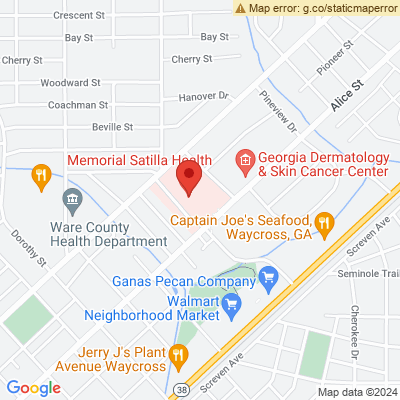 Map error: g.co/staticmaperror
Crescent St
Bay St
Bay St
Cherry St
Cherry St
Pioneer St
Woodward St
Alice St
Hanover Dr
Coachman St
Pineview Dr
Beville St
Memorial Satilla Health
Georgia Dermatology
& Skin Cancer Center
Ware County
Health Department
Captain Joe's Seafood,
Waycross, GA
Screven Ave
Dorothy St
Ganas Pecan Company
Seminole Trail
Walmart
Neighborhood Market
Cherokee Dr
Jerry J's Plant
Avenue Waycross
Screven Ave
38
Google
Map data ©2024